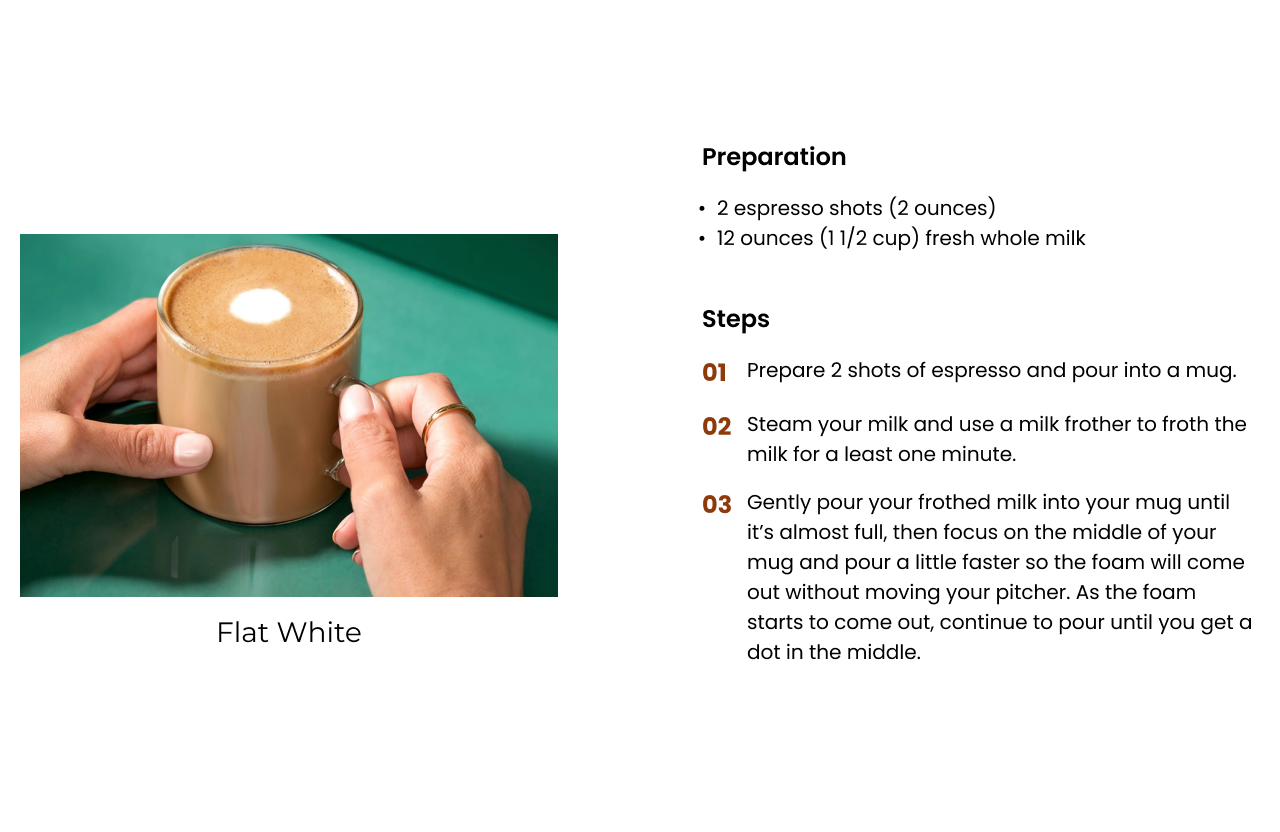 Preparation
• 2 espresso shots (2 ounces)
• 12 ounces (1 1/2 cup) fresh whole milk
Steps
01 Prepare 2 shots of espresso and pour into a mug.
02 Steam your milk and use a milk frother to froth the
milk for a least one minute.
03 Gently pour your frothed milk into your mug until
it’s almost full, then focus on the middle of your
mug and pour a little faster so the foam will come
out without moving your pitcher. As the foam
starts to come out, continue to pour until you get a
dot in the middle.
Flat White